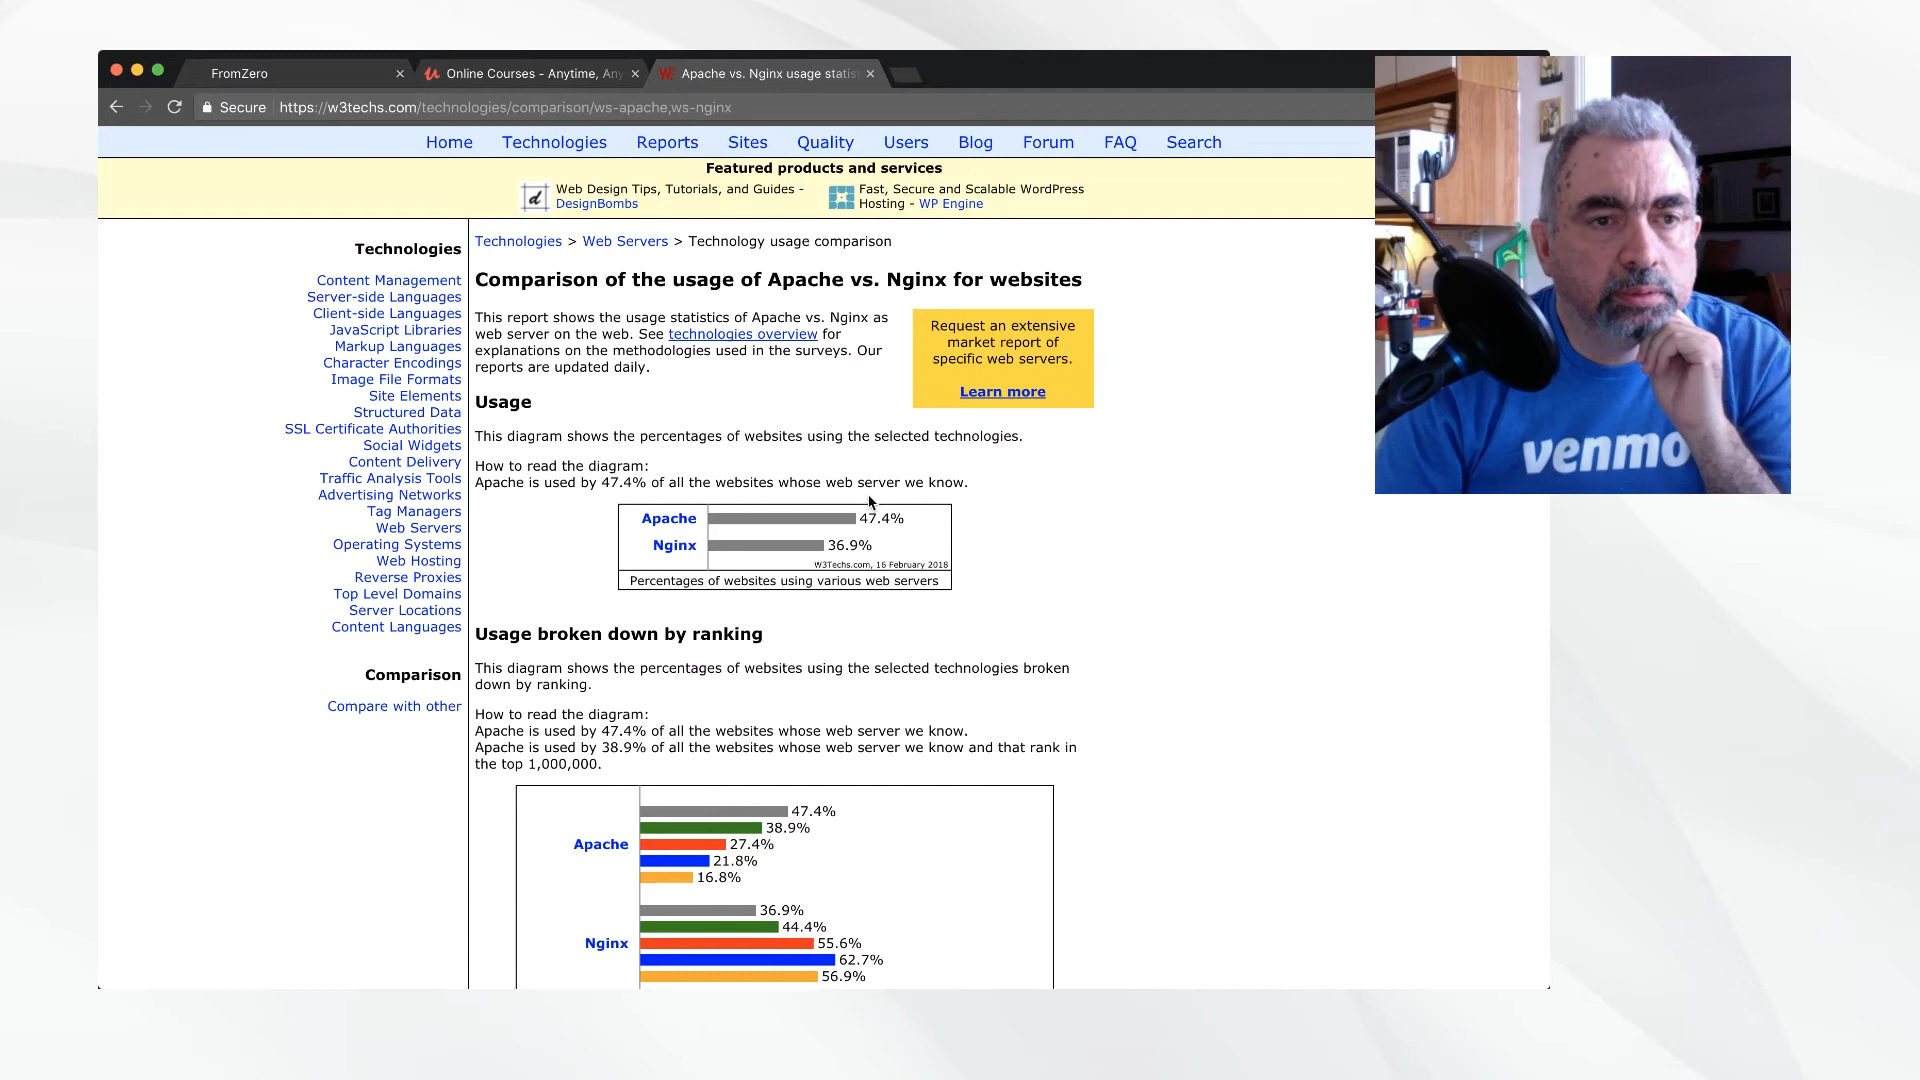 FromZero
Online Courses - Anytime, Any
Apache vs. Nginx usage statis
Secure https://w3techs.com/technologies/comparison/ws-apache,ws-nginx
Home Technologies Reports Sites Quality Users Blog Forum FAQ Search
Featured products and services
Web Design Tips, Tutorials, and Guides -
DesignBombs
Fast, Secure and Scalable WordPress
Hosting - WP Engine
Technologies
Content Management
Server-side Languages
Client-side Languages
JavaScript Libraries
Markup Languages
Character Encodings
Image File Formats
Site Elements
Structured Data
SSL Certificate Authorities
Social Widgets
Content Delivery
Traffic Analysis Tools
Advertising Networks
Tag Managers
Web Servers
Operating Systems
Web Hosting
Reverse Proxies
Top Level Domains
Server Locations
Content Languages
Comparison
Compare with other
Technologies > Web Servers > Technology usage comparison
Comparison of the usage of Apache vs. Nginx for websites
This report shows the usage statistics of Apache vs. Nginx as
web server on the web. See technologies overview for
explanations on the methodologies used in the surveys. Our
reports are updated daily.
Request an extensive
market report of
specific web servers.
Learn more
Usage
This diagram shows the percentages of websites using the selected technologies.
How to read the diagram:
Apache is used by 47.4% of all the websites whose web server we know.
Apache 47.4%
Nginx 36.9%
W3Techs.com, 16 February 2018
Percentages of websites using various web servers
Usage broken down by ranking
This diagram shows the percentages of websites using the selected technologies broken
down by ranking.
How to read the diagram:
Apache is used by 47.4% of all the websites whose web server we know.
Apache is used by 38.9% of all the websites whose web server we know and that rank in
the top 1,000,000.
Apache
47.4%
38.9%
27.4%
21.8%
16.8%
Nginx
36.9%
44.4%
55.6%
62.7%
56.9%
venmo